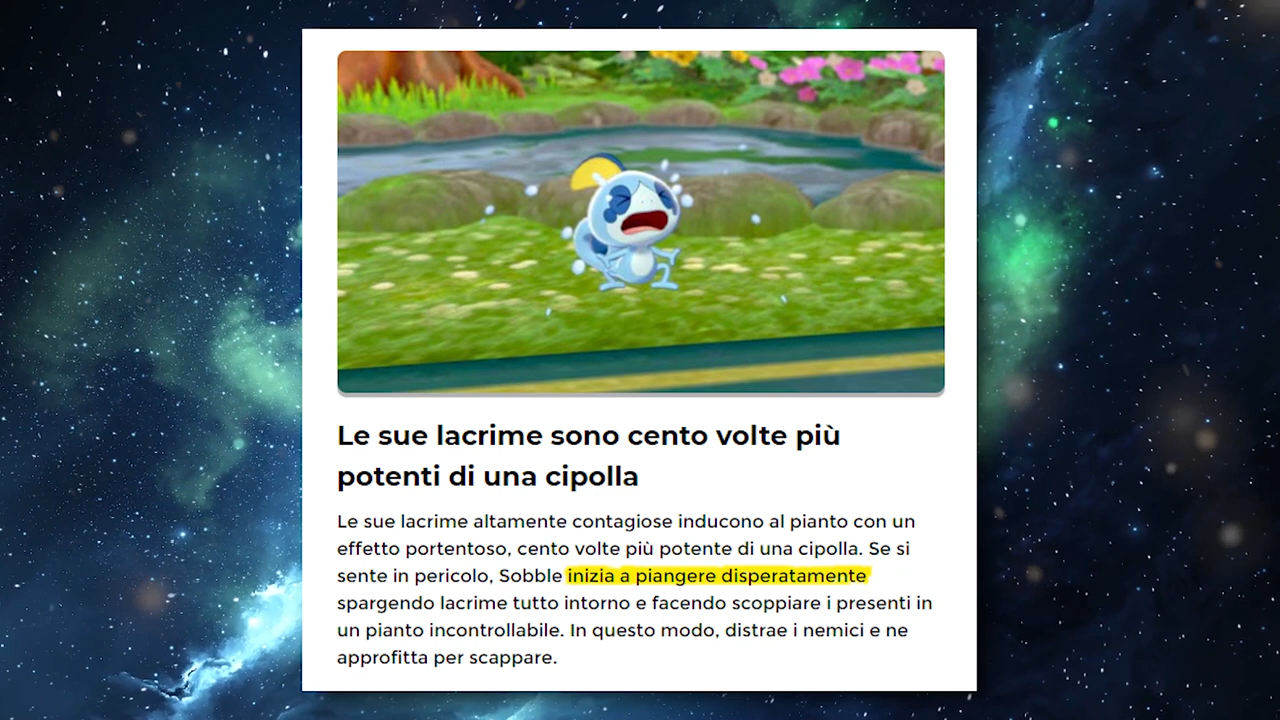 Le sue lacrime sono cento volte più
potenti di una cipolla
Le sue lacrime altamente contagiose inducono al pianto con un
effetto portentoso, cento volte più potente di una cipolla. Se si
sente in pericolo, Sobble inizia a piangere disperatamente
spargendo lacrime tutto intorno e facendo scoppiare i presenti in
un pianto incontrollabile. In questo modo, distrae i nemici e ne
approfitta per scappare.